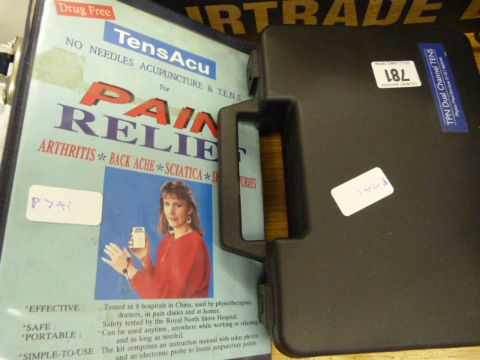 Drug Free
TensAcu
NO NEEDLES ACUPUNCTURE & T.E.N.S
for
PAIN
RELIEF
ARTHRITIS * BACK ACHE * SCIATICA *
*EFFECTIVE : Tested in 8 hospitals in China; used by physiotherapists,
doctors, in pain clinics and at homes.
*SAFE : Safety tested by the Royal North Shore Hospital.
*PORTABLE : *Can be used anytime, anywhere while working or relaxing
and as long as needed.
*SIMPLE-TO-USE : The kit comprises an instruction manual with color photos
and an electronic probe to locate acupuncture points.
RTRADE
781
TPN Dual Channel TENS